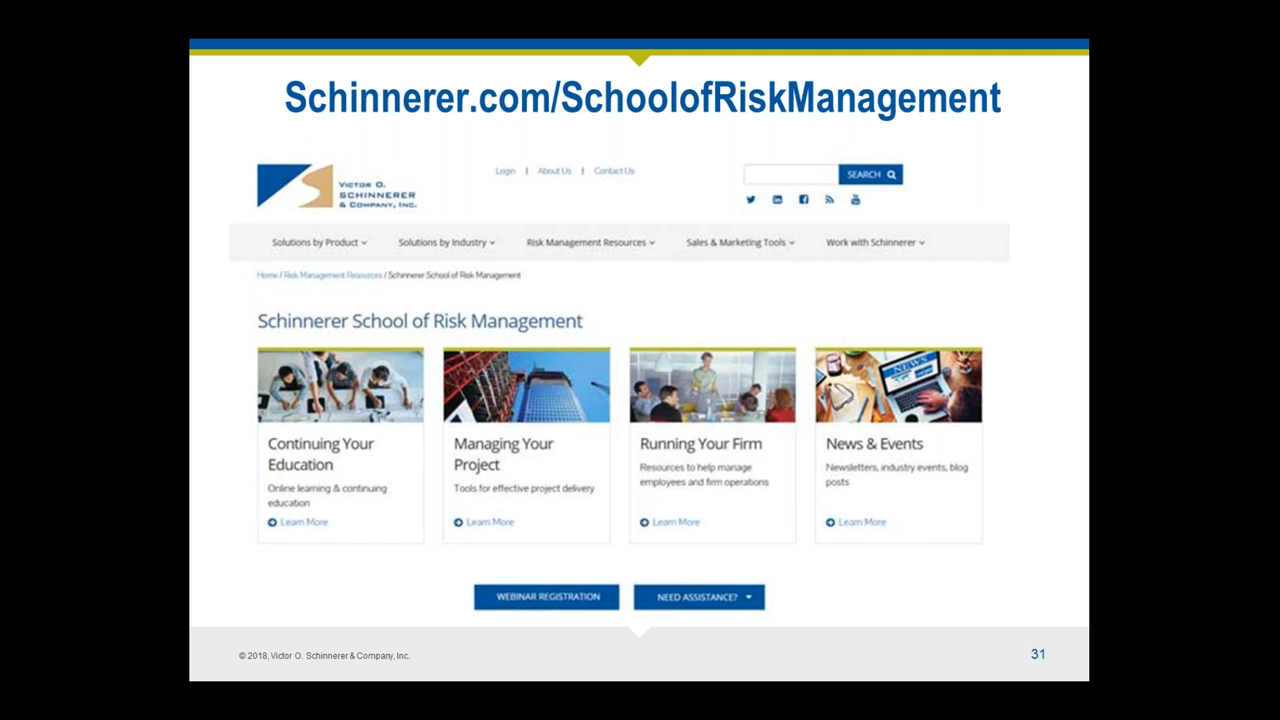 Schinnerer.com/SchoolofRiskManagement
VICTOR O.
SCHINNERER
& COMPANY, INC.
Login | About Us | Contact Us
SEARCH
Solutions by Product Solutions by Industry Risk Management Resources Sales & Marketing Tools Work with Schinnerer
Home / Risk Management Resources / Schinnerer School of Risk Management
Schinnerer School of Risk Management
NEWS
Continuing Your
Education
Online learning & continuing
education
Learn More
Managing Your
Project
Tools for effective project delivery
Learn More
Running Your Firm
Resources to help manage
employees and firm operations
Learn More
News & Events
Newsletters, industry events, blog
posts
Learn More
WEBINAR REGISTRATION
NEED ASSISTANCE?
© 2018, Victor O. Schinnerer & Company, Inc.
31